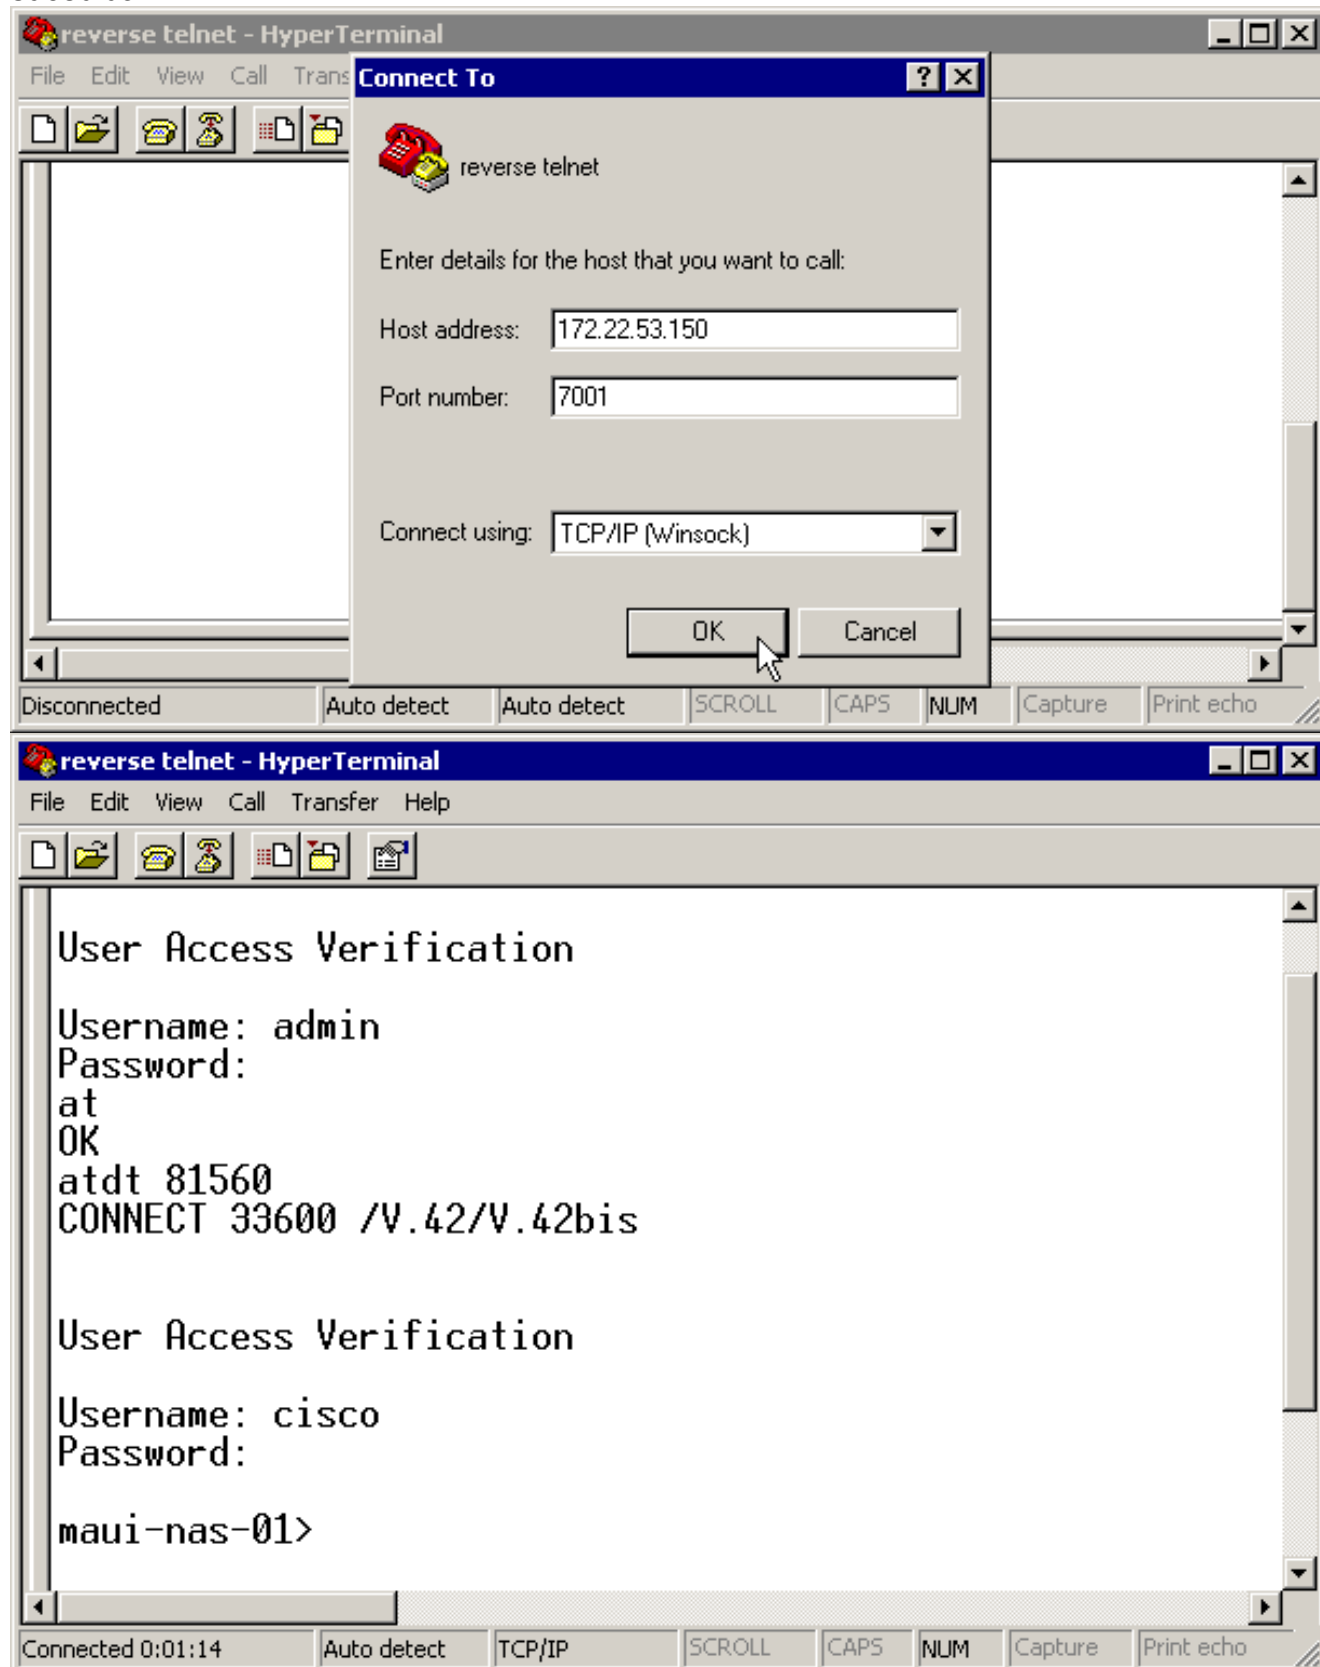 reverse telnet - HyperTerminal
File Edit View Call Trans
Connect To
reverse telnet
Enter details for the host that you want to call:
Host address: 172.22.53.150
Port number: 7001
Connect using: TCP/IP (Winsock)
OK Cancel
Disconnected Auto detect Auto detect SCROLL CAPS NUM Capture Print echo
reverse telnet - HyperTerminal
File Edit View Call Transfer Help
User Access Verification
Username: admin
Password:
at
OK
atdt 81560
CONNECT 33600 /V.42/V.42bis
User Access Verification
Username: cisco
Password:
maui-nas-01>
Connected 0:01:14 Auto detect TCP/IP SCROLL CAPS NUM Capture Print echo